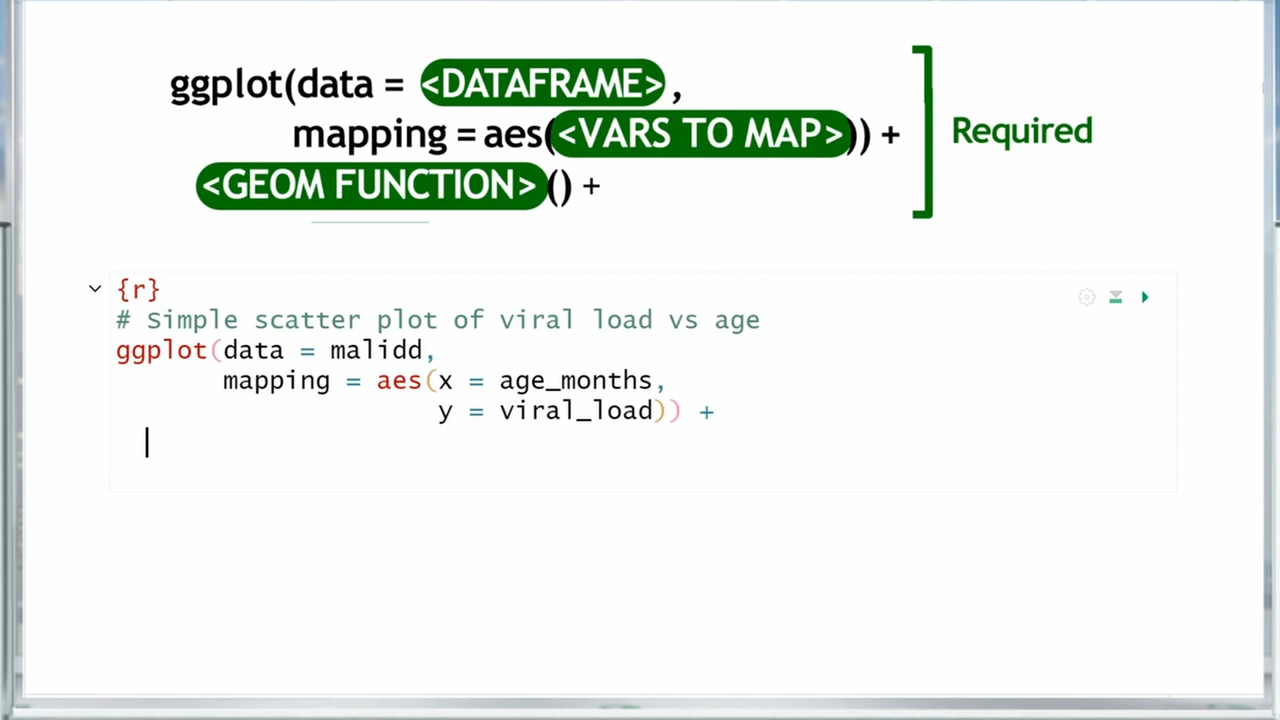 ggplot(data = <DATAFRAME>,
mapping = aes(<VARS TO MAP>)) +
<GEOM FUNCTION>() +
Required
{r}
# Simple scatter plot of viral load vs age
ggplot(data = malidd,
mapping = aes(x = age_months,
y = viral_load)) +